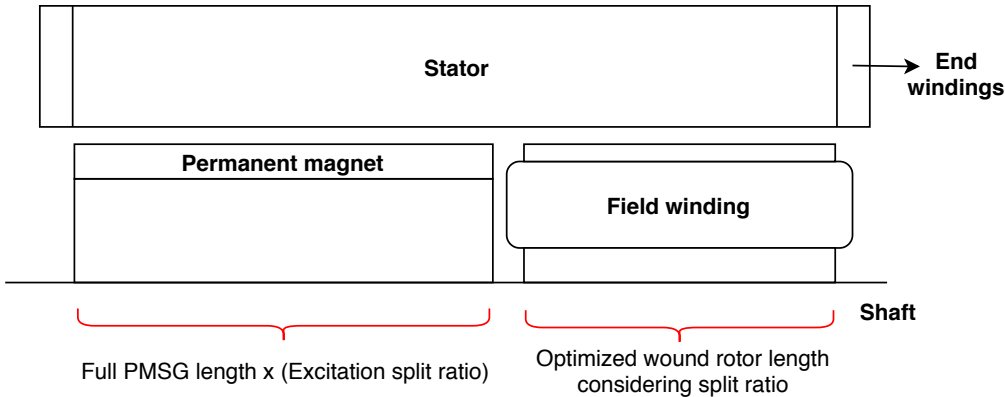 Stator
End
windings
Permanent magnet
Field winding
Shaft
Full PMSG length x (Excitation split ratio)
Optimized wound rotor length
considering split ratio